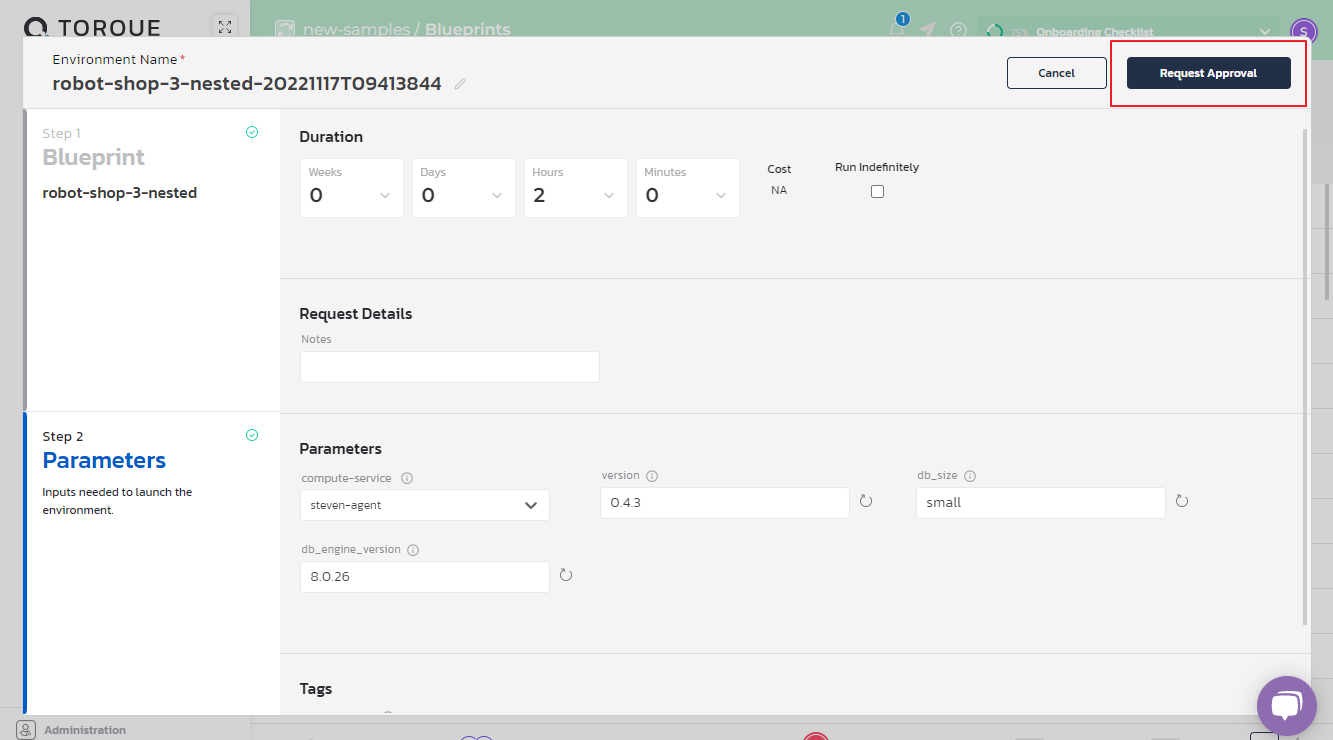 TORQUE
new-samples / Blueprints
1
75% Onboarding Checklist
S
Environment Name*
robot-shop-3-nested-20221117T09413844
Cancel
Request Approval
Step 1
Blueprint
robot-shop-3-nested
Duration
Weeks
0
Days
0
Hours
2
Minutes
0
Cost
NA
Run Indefinitely
Request Details
Notes
Step 2
Parameters
Inputs needed to launch the
environment.
Parameters
compute-service
steven-agent
version
0.4.3
db_size
small
db_engine_version
8.0.26
Tags
Administration